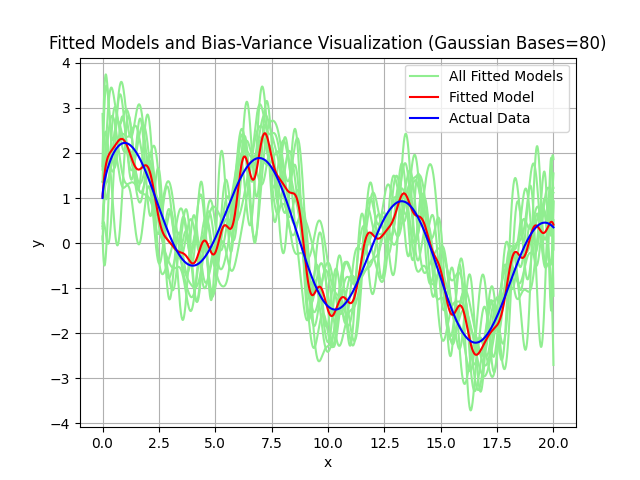 Fitted Models and Bias-Variance Visualization (Gaussian Bases=80)
All Fitted Models
Fitted Model
Actual Data
y
4
3
2
1
0
−1
−2
−3
−4
0.0 2.5 5.0 7.5 10.0 12.5 15.0 17.5 20.0
x